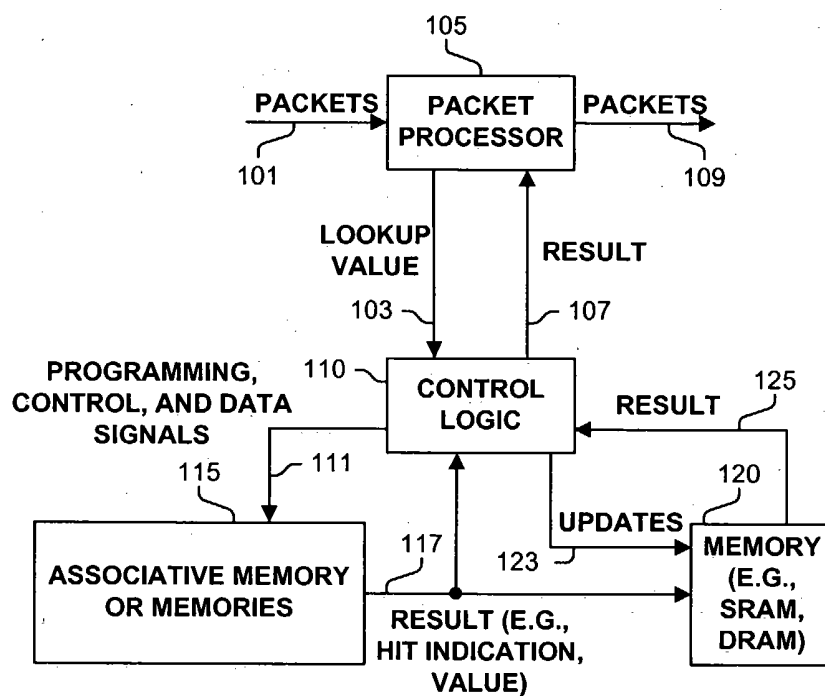 105
PACKETS
PACKET
PROCESSOR
PACKETS
101
109
LOOKUP
VALUE
RESULT
103
107
PROGRAMMING,
CONTROL, AND DATA
SIGNALS
110
CONTROL
LOGIC
RESULT
125
111
115
120
UPDATES
123
ASSOCIATIVE MEMORY
OR MEMORIES
117
MEMORY
(E.G.,
SRAM,
DRAM)
RESULT (E.G.,
HIT INDICATION,
VALUE)